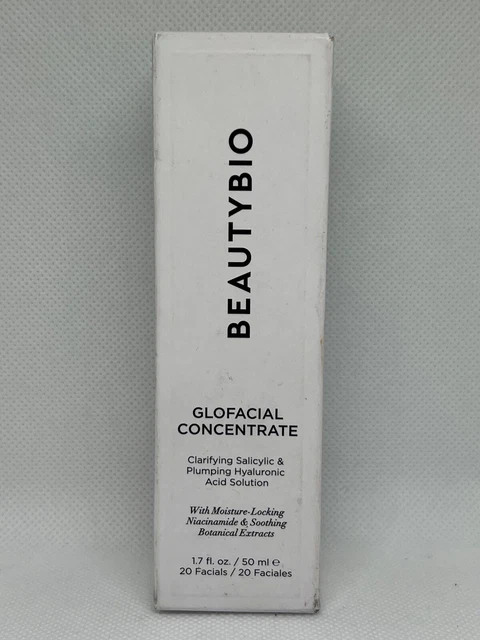 BEAUTYBIO
GLOFACIAL
CONCENTRATE
Clarifying Salicylic &
Plumping Hyaluronic
Acid Solution
With Moisture-Locking
Niacinamide & Soothing
Botanical Extracts
1.7 fl. oz. / 50 ml ℮
20 Facials / 20 Faciales